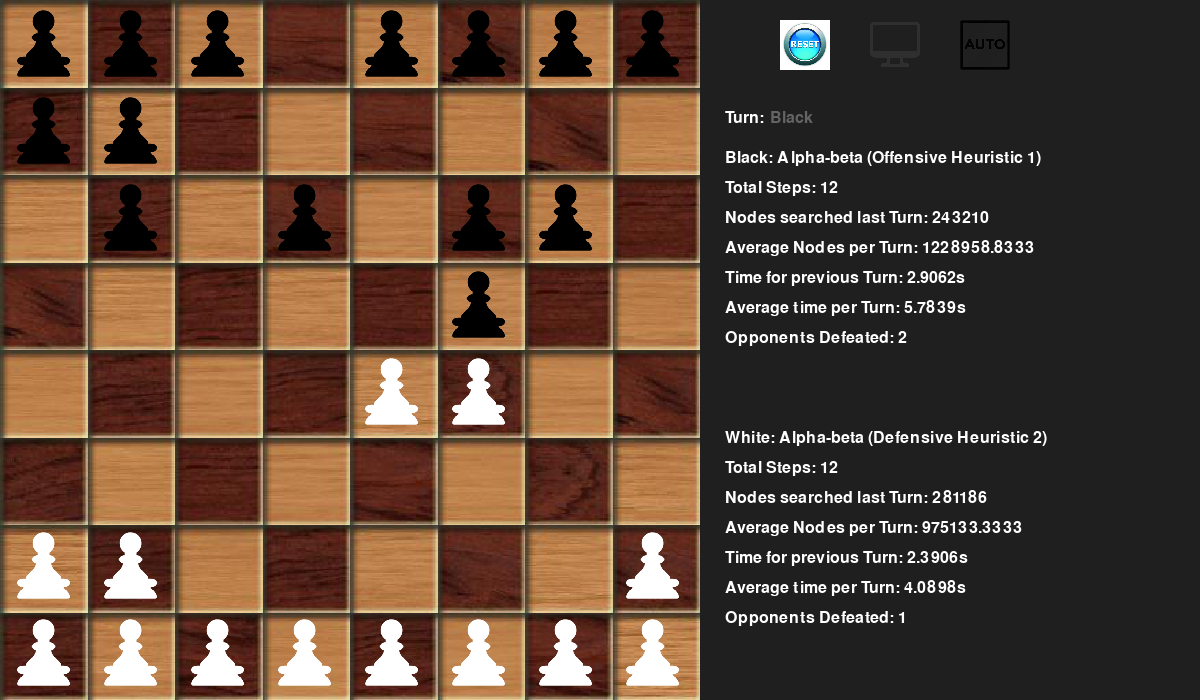 RESET
AUTO
Turn: Black
Black: Alpha-beta (Offensive Heuristic 1)
Total Steps: 12
Nodes searched last Turn: 243210
Average Nodes per Turn: 1228958.8333
Time for previous Turn: 2.9062s
Average time per Turn: 5.7839s
Opponents Defeated: 2
White: Alpha-beta (Defensive Heuristic 2)
Total Steps: 12
Nodes searched last Turn: 281186
Average Nodes per Turn: 975133.3333
Time for previous Turn: 2.3906s
Average time per Turn: 4.0898s
Opponents Defeated: 1